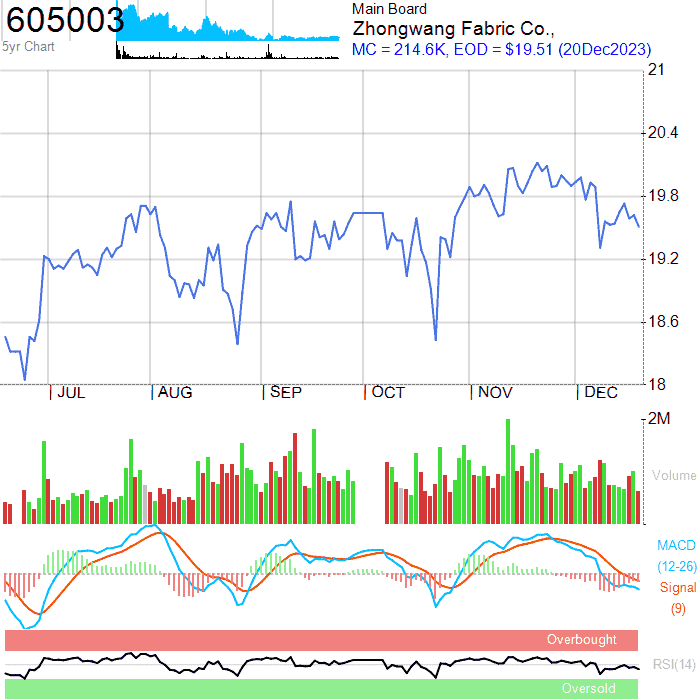 605003
5yr Chart
Main Board
Zhongwang Fabric Co.,
MC = 214.6K, EOD = $19.51 (20Dec2023)
21
20.4
19.8
19.2
18.6
18
JUL AUG SEP OCT NOV DEC
2M
Volume
MACD
(12-26)
Signal
(9)
Overbought
RSI(14)
Oversold